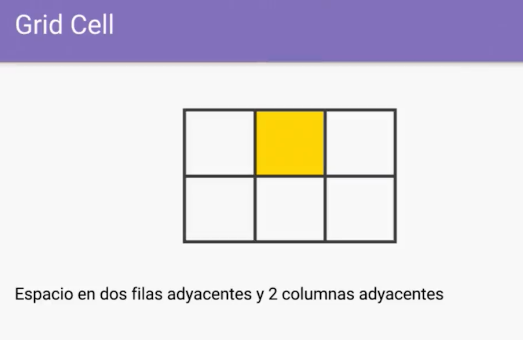 Grid Cell
Espacio en dos filas adyacentes y 2 columnas adyacentes